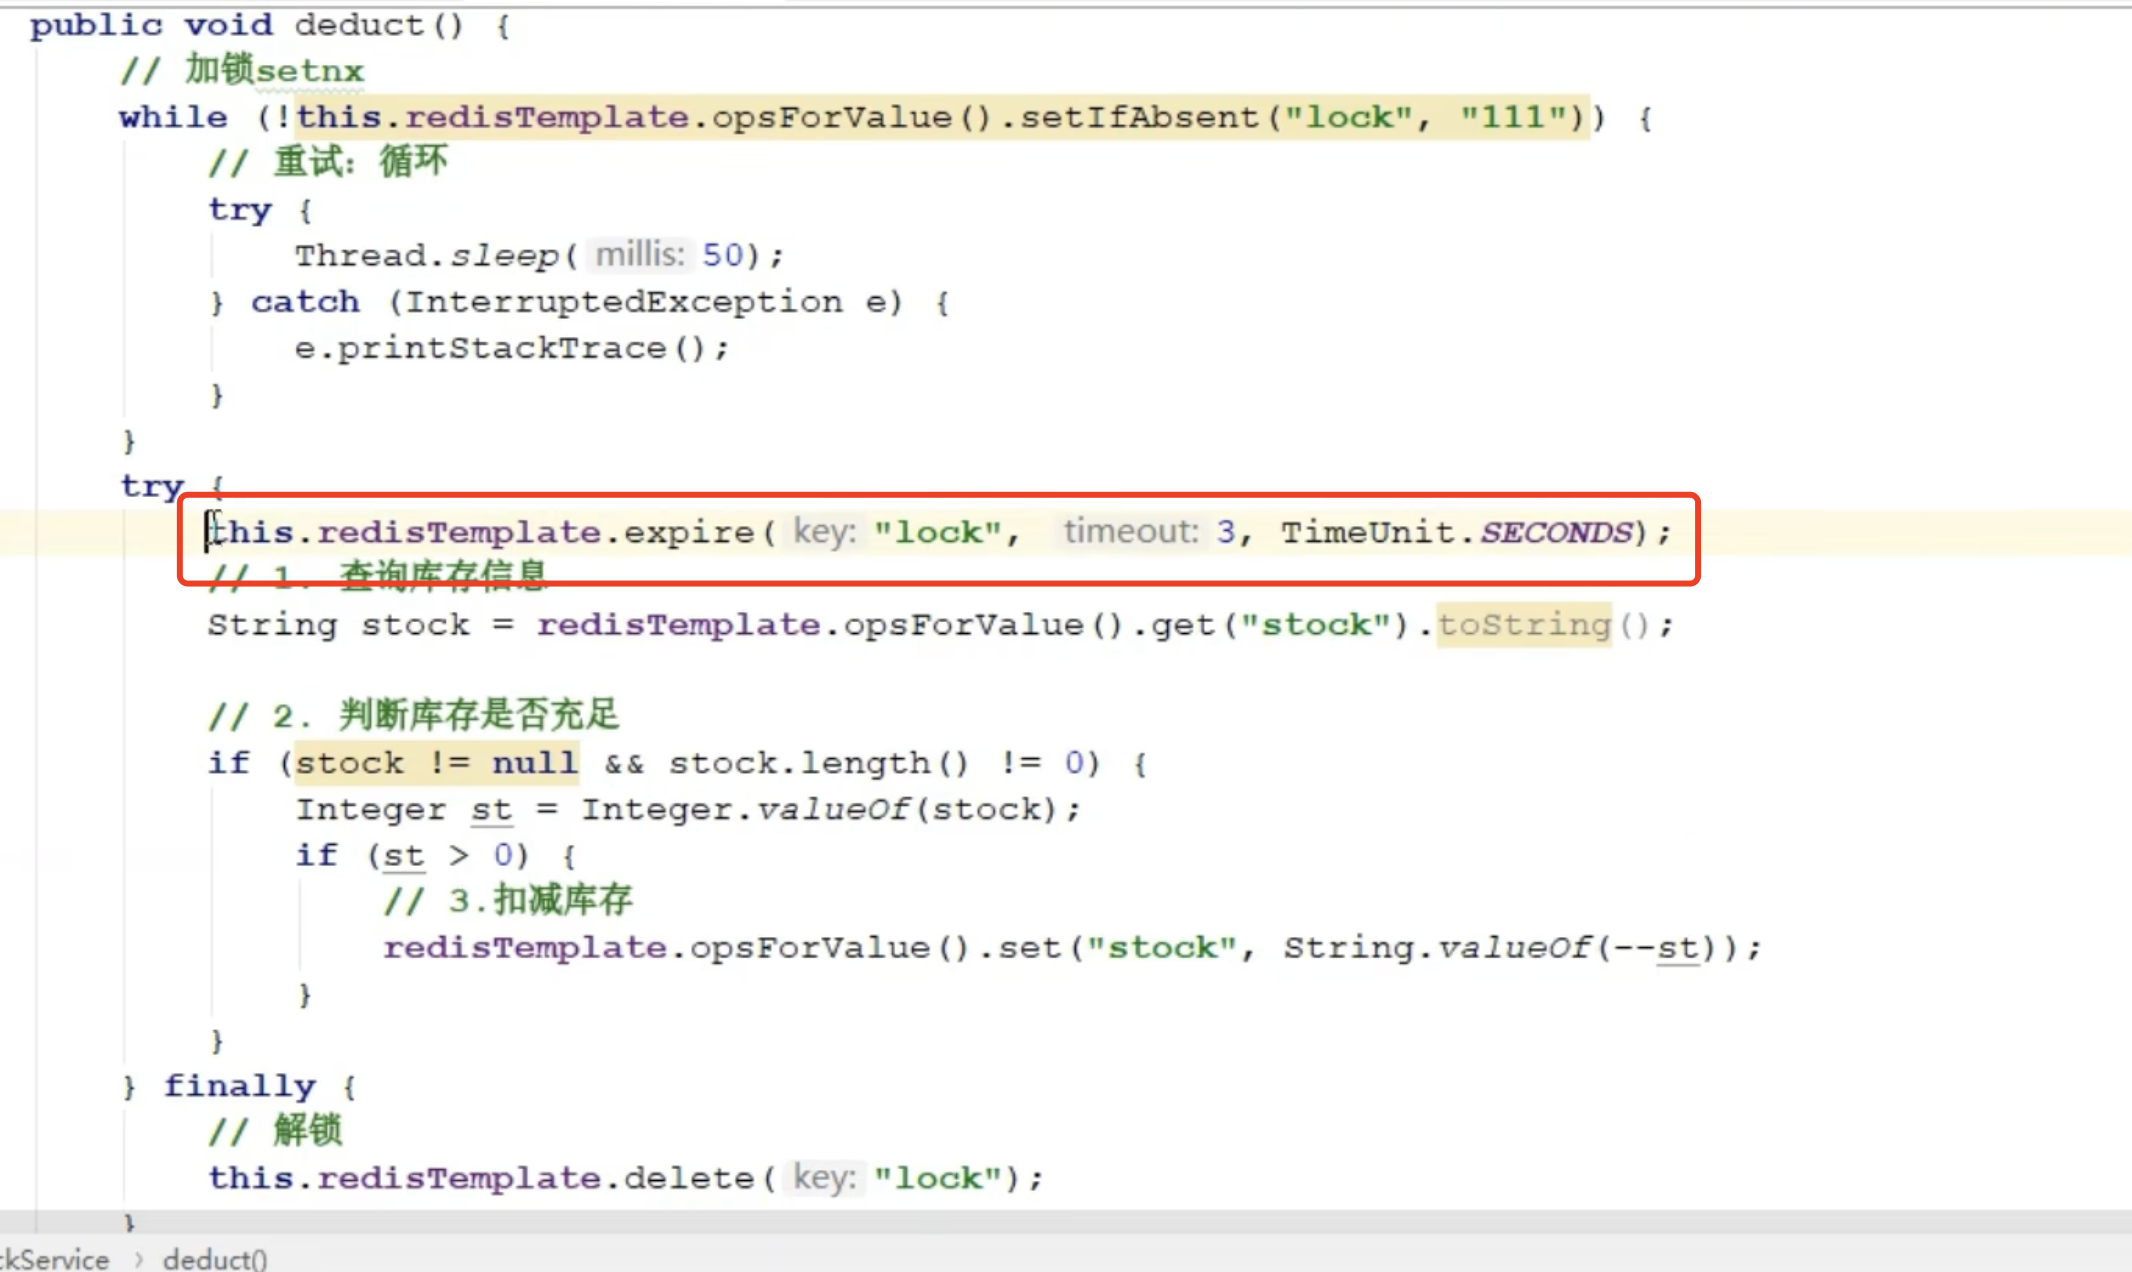 public void deduct() {
// 加锁setnx
while (!this.redisTemplate.opsForValue().setIfAbsent("lock", "111")) {
// 重试：循环
try {
Thread.sleep( millis: 50);
} catch (InterruptedException e) {
e.printStackTrace();
}
}
try {
this.redisTemplate.expire( key: "lock", timeout: 3, TimeUnit.SECONDS);
// 1. 查询库存信息
String stock = redisTemplate.opsForValue().get("stock").toString();
// 2. 判断库存是否充足
if (stock != null && stock.length() != 0) {
Integer st = Integer.valueOf(stock);
if (st > 0) {
// 3.扣减库存
redisTemplate.opsForValue().set("stock", String.valueOf(--st));
}
}
} finally {
// 解锁
this.redisTemplate.delete( key: "lock");
}
ckService › deduct()